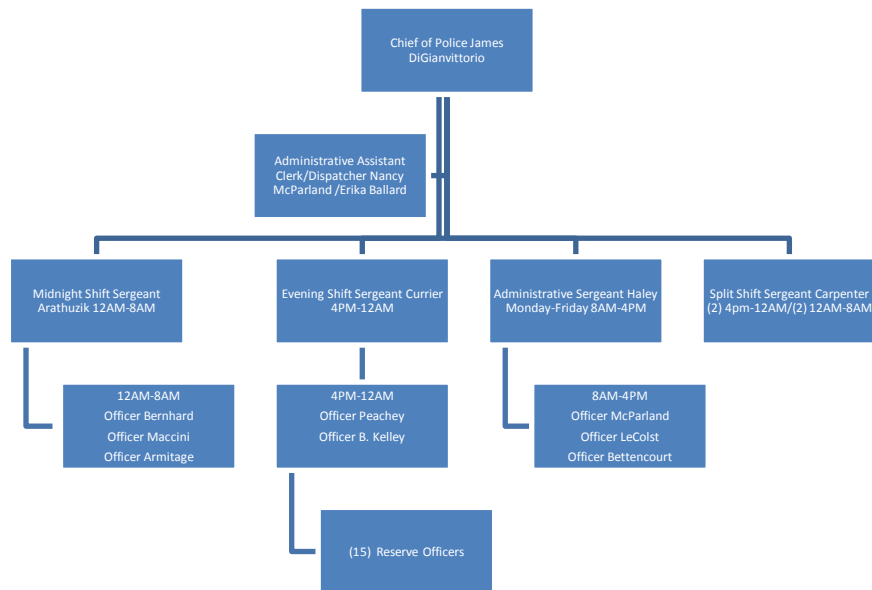 Chief of Police James
DiGianvittorio
Administrative Assistant
Clerk/Dispatcher Nancy
McParland /Erika Ballard
Midnight Shift Sergeant
Arathuzik 12AM-8AM
Evening Shift Sergeant Currier
4PM-12AM
Administrative Sergeant Haley
Monday-Friday 8AM-4PM
Split Shift Sergeant Carpenter
(2) 4pm-12AM/(2) 12AM-8AM
12AM-8AM
Officer Bernhard
Officer Maccini
Officer Armitage
4PM-12AM
Officer Peachey
Officer B. Kelley
8AM-4PM
Officer McParland
Officer LeColst
Officer Bettencourt
(15) Reserve Officers